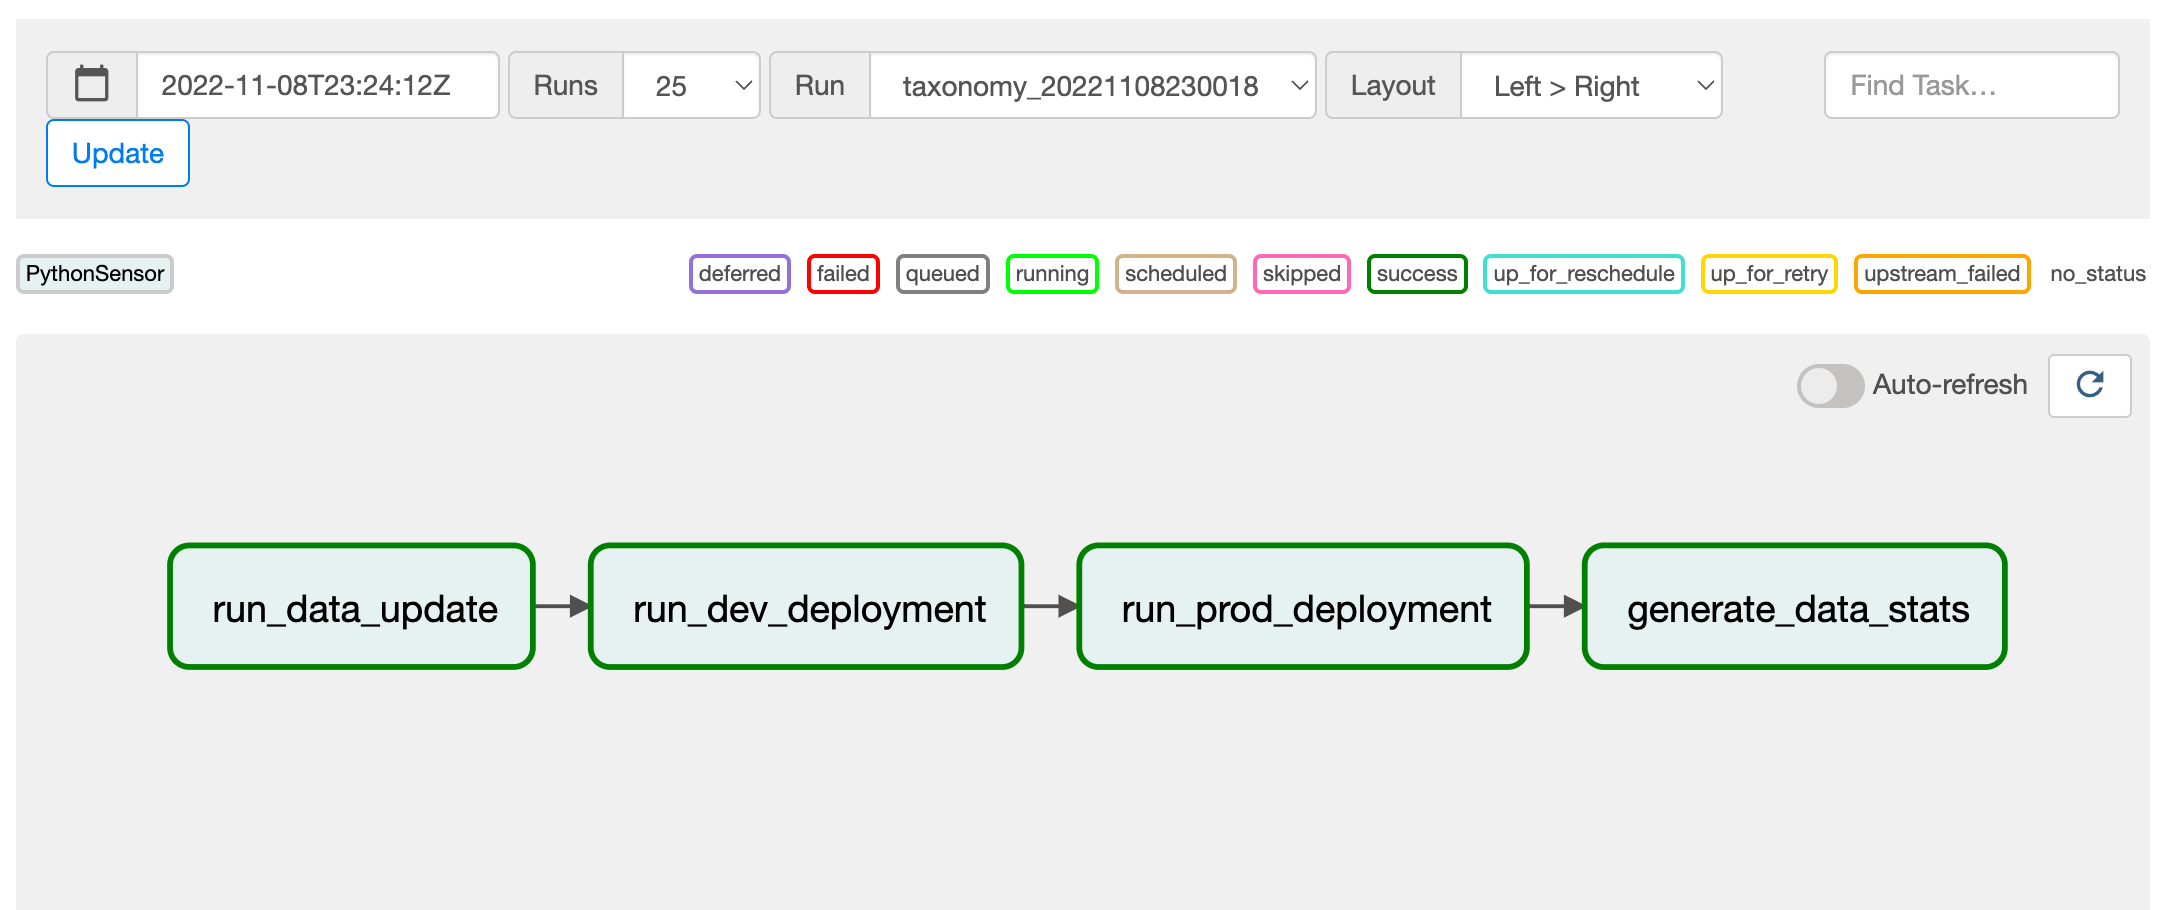 2022-11-08T23:24:12Z Runs 25 Run taxonomy_20221108230018 Layout Left > Right Find Task...
Update
PythonSensor deferred failed queued running scheduled skipped success up_for_reschedule up_for_retry upstream_failed no_status
Auto-refresh
run_data_update run_dev_deployment run_prod_deployment generate_data_stats